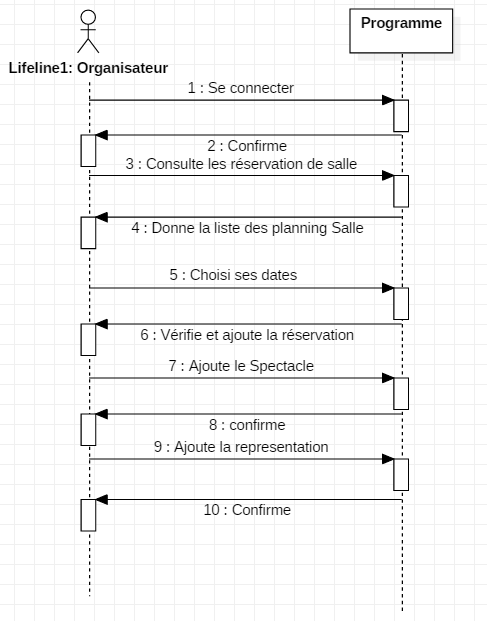 Programme
Lifeline1: Organisateur
1 : Se connecter
2 : Confirme
3 : Consulte les réservation de salle
4 : Donne la liste des planning Salle
5 : Choisi ses dates
6 : Vérifie et ajoute la réservation
7 : Ajoute le Spectacle
8 : confirme
9 : Ajoute la representation
10 : Confirme